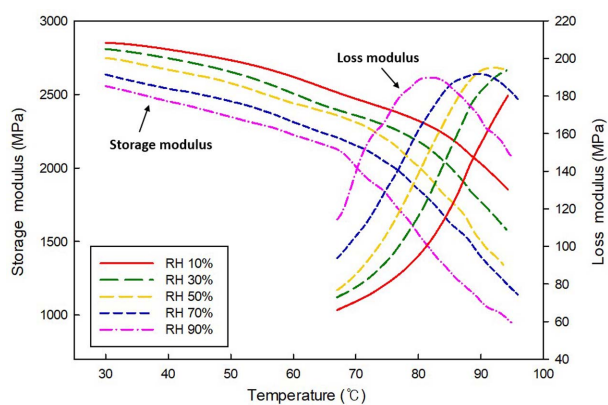 3000
2500
2000
1500
1000
Storage modulus (MPa)
220
200
180
160
140
120
100
80
60
40
Loss modulus (MPa)
Loss modulus
Storage modulus
RH 10%
RH 30%
RH 50%
RH 70%
RH 90%
30 40 50 60 70 80 90 100
Temperature (℃)